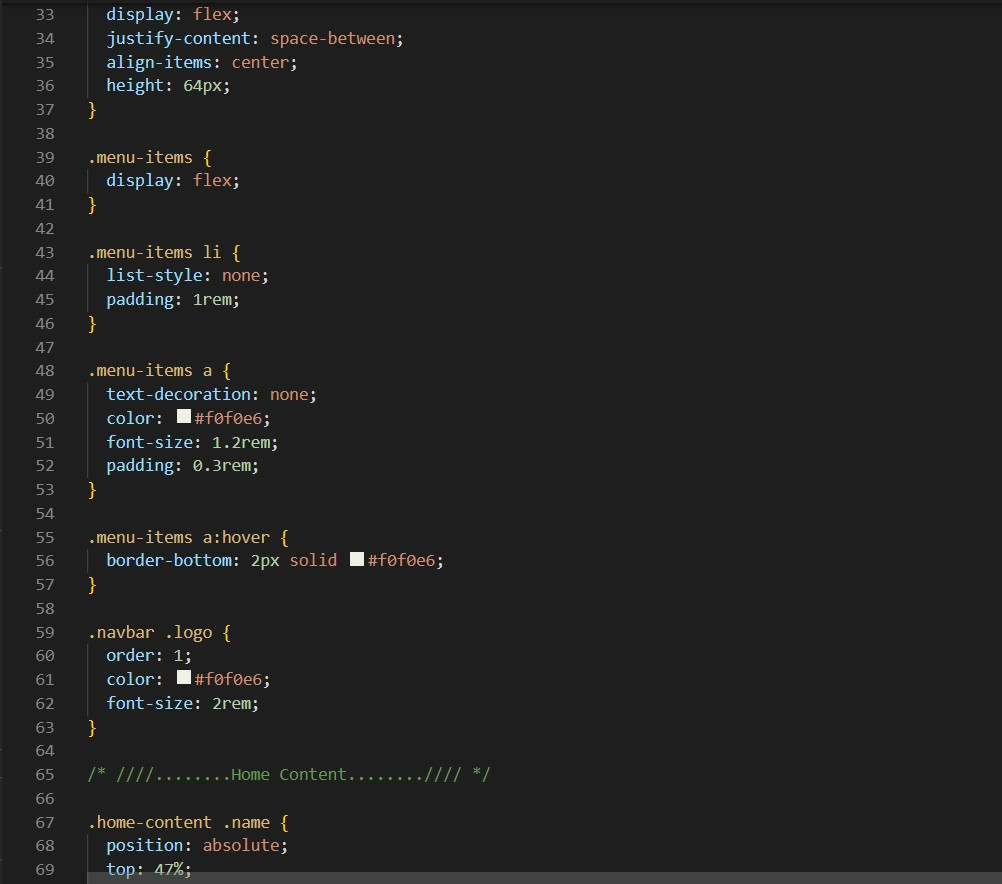 33 display: flex;
34 justify-content: space-between;
35 align-items: center;
36 height: 64px;
37 }
38
39 .menu-items {
40 display: flex;
41 }
42
43 .menu-items li {
44 list-style: none;
45 padding: 1rem;
46 }
47
48 .menu-items a {
49 text-decoration: none;
50 color: #f0f0e6;
51 font-size: 1.2rem;
52 padding: 0.3rem;
53 }
54
55 .menu-items a:hover {
56 border-bottom: 2px solid #f0f0e6;
57 }
58
59 .navbar .logo {
60 order: 1;
61 color: #f0f0e6;
62 font-size: 2rem;
63 }
64
65 /* ////........Home Content........//// */
66
67 .home-content .name {
68 position: absolute;
69 top: 47%;